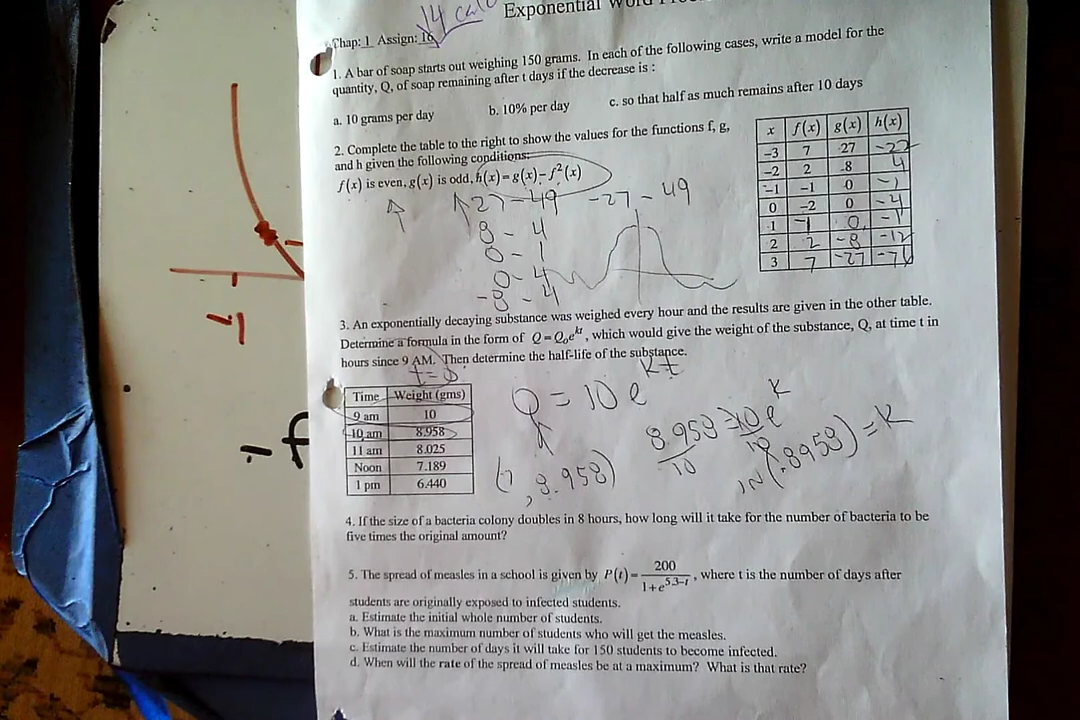 14 calc
Exponential Word
Chap: 1 Assign: 16
1. A bar of soap starts out weighing 150 grams. In each of the following cases, write a model for the
quantity, Q, of soap remaining after t days if the decrease is :
a. 10 grams per day b. 10% per day c. so that half as much remains after 10 days
2. Complete the table to the right to show the values for the functions f, g,
and h given the following conditions:
f(x) is even, g(x) is odd, h(x) = g(x) - f²(x)
x f(x) g(x) h(x)
-3 7 27 -22
-2 2 8 4
-1 -1 0 -1
0 -2 0 -4
1 -1 0 -1
2 2 -8 -12
3 7 -27 -76
27-49 -27-49
8-4
0-1
0-4
-8-4
3. An exponentially decaying substance was weighed every hour and the results are given in the other table.
Determine a formula in the form of Q = Q₀e^kt, which would give the weight of the substance, Q, at time t in
hours since 9 AM. Then determine the half-life of the substance.
Time Weight (gms)
9 am 10
10 am 8.958
11 am 8.025
Noon 7.189
1 pm 6.440
Q = 10e^kt
8.958 = 10e^k
10 10
(1, 8.958)
ln(.8958) = K
4. If the size of a bacteria colony doubles in 8 hours, how long will it take for the number of bacteria to be
five times the original amount?
5. The spread of measles in a school is given by P(t) = 200 / 1+e^5.3-t, where t is the number of days after
students are originally exposed to infected students.
a. Estimate the initial whole number of students.
b. What is the maximum number of students who will get the measles.
c. Estimate the number of days it will take for 150 students to become infected.
d. When will the rate of the spread of measles be at a maximum? What is that rate?